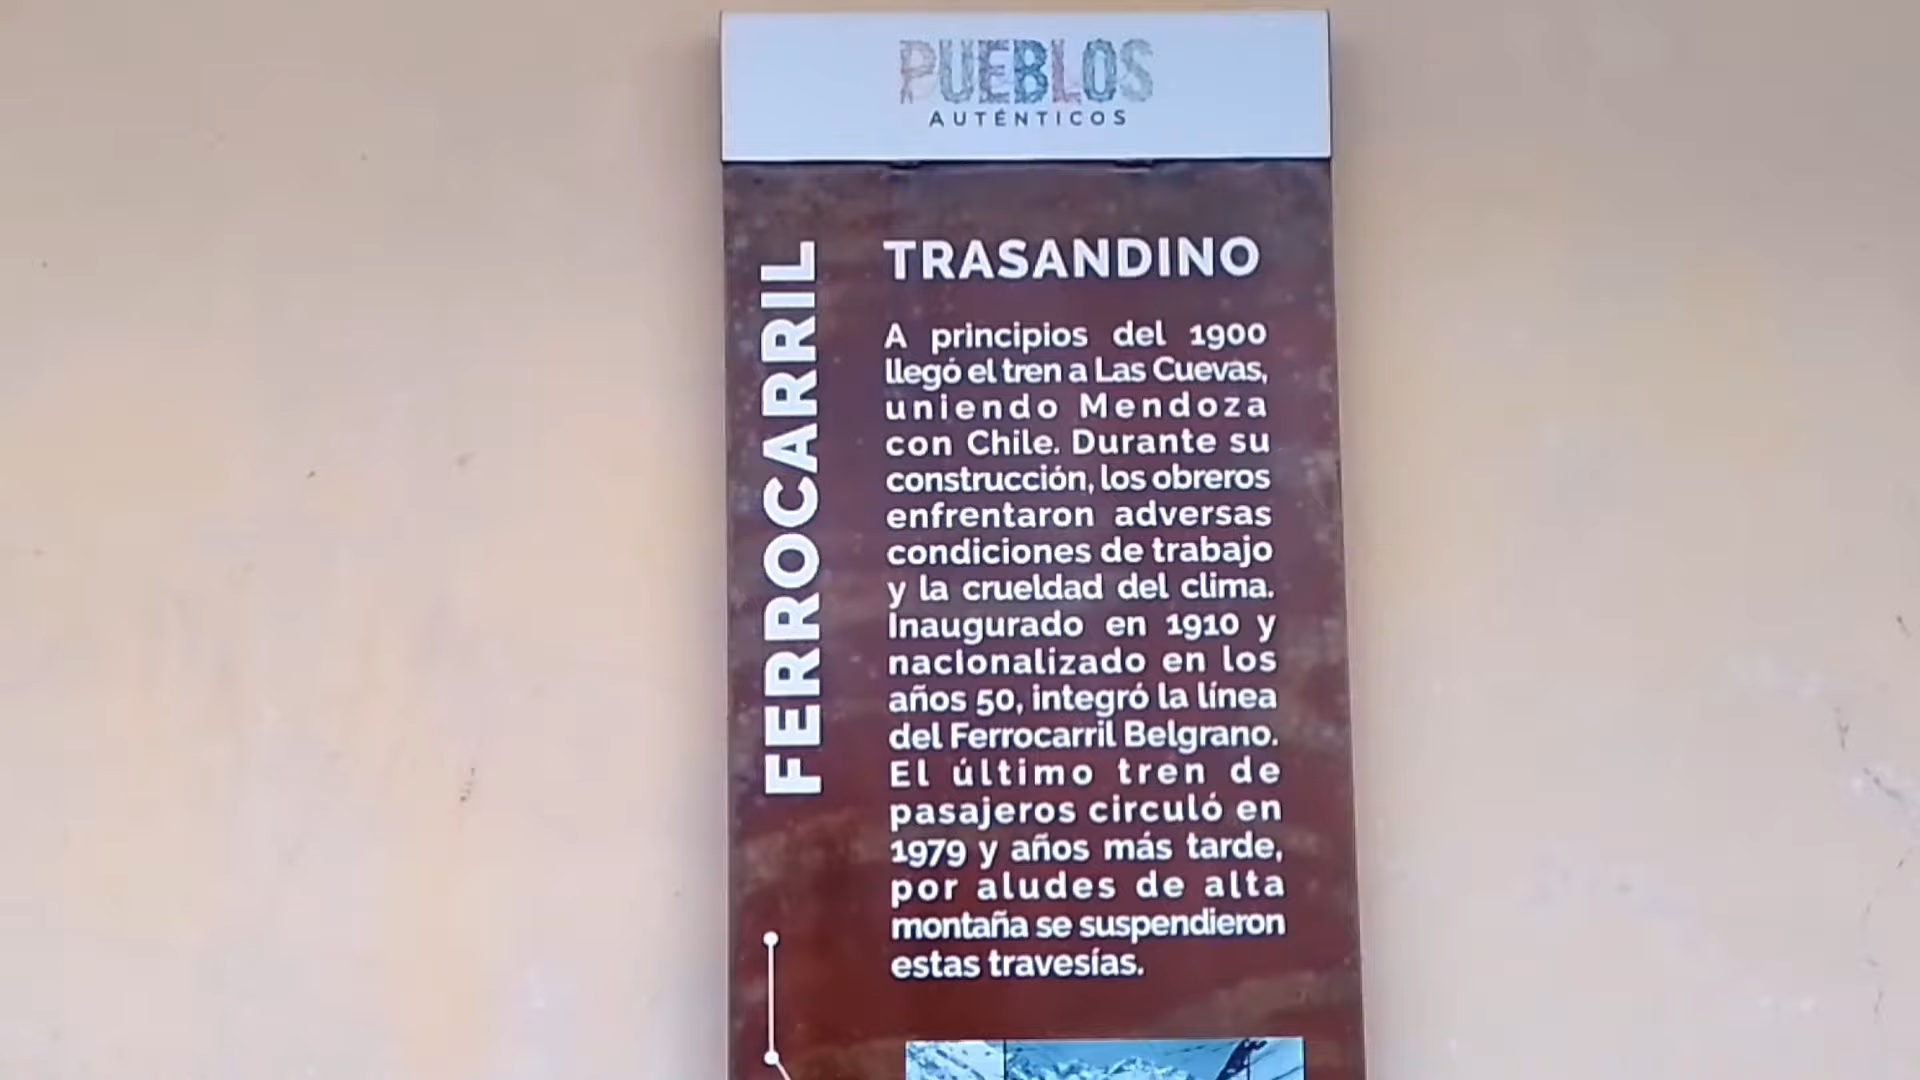 PUEBLOS
AUTÉNTICOS
FERROCARRIL
TRASANDINO
A principios del 1900
llegó el tren a Las Cuevas,
uniendo Mendoza
con Chile. Durante su
construcción, los obreros
enfrentaron adversas
condiciones de trabajo
y la crueldad del clima.
Inaugurado en 1910 y
nacionalizado en los
años 50, integró la línea
del Ferrocarril Belgrano.
El último tren de
pasajeros circuló en
1979 y años más tarde,
por aludes de alta
montaña se suspendieron
estas travesías.